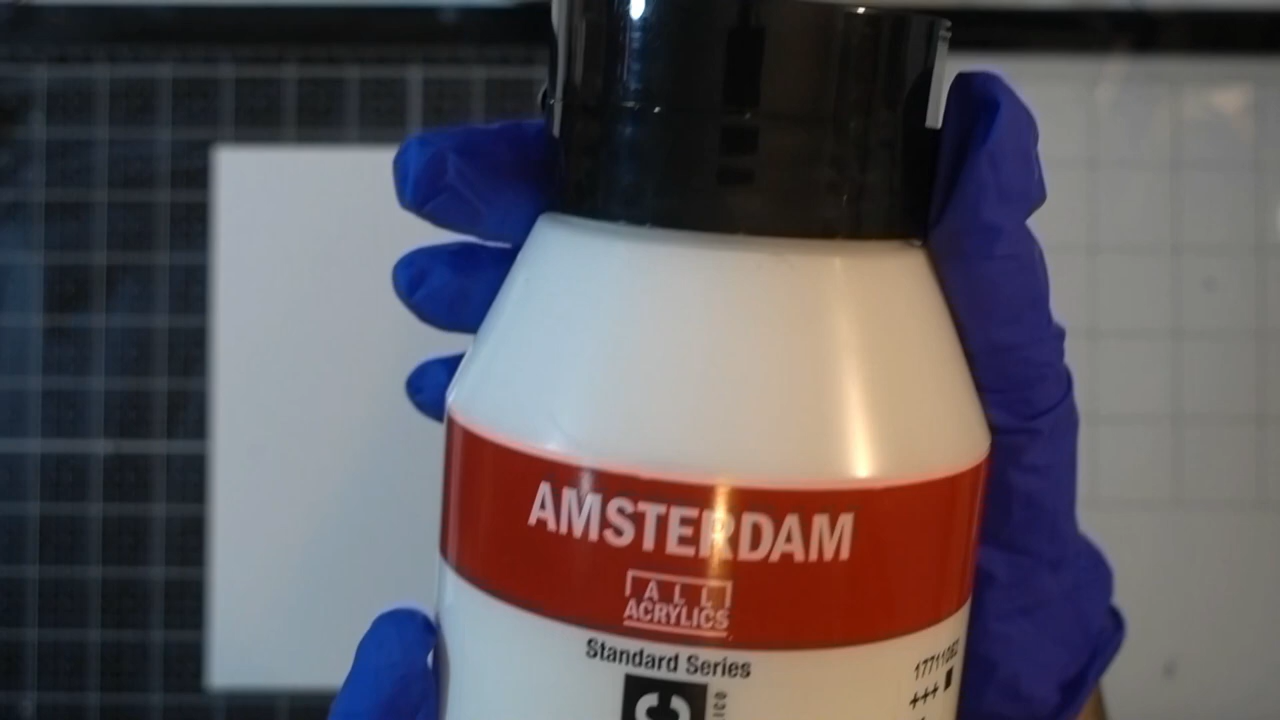 AMSTERDAM
ALL
ACRYLICS
Standard Series
+++ ■
C